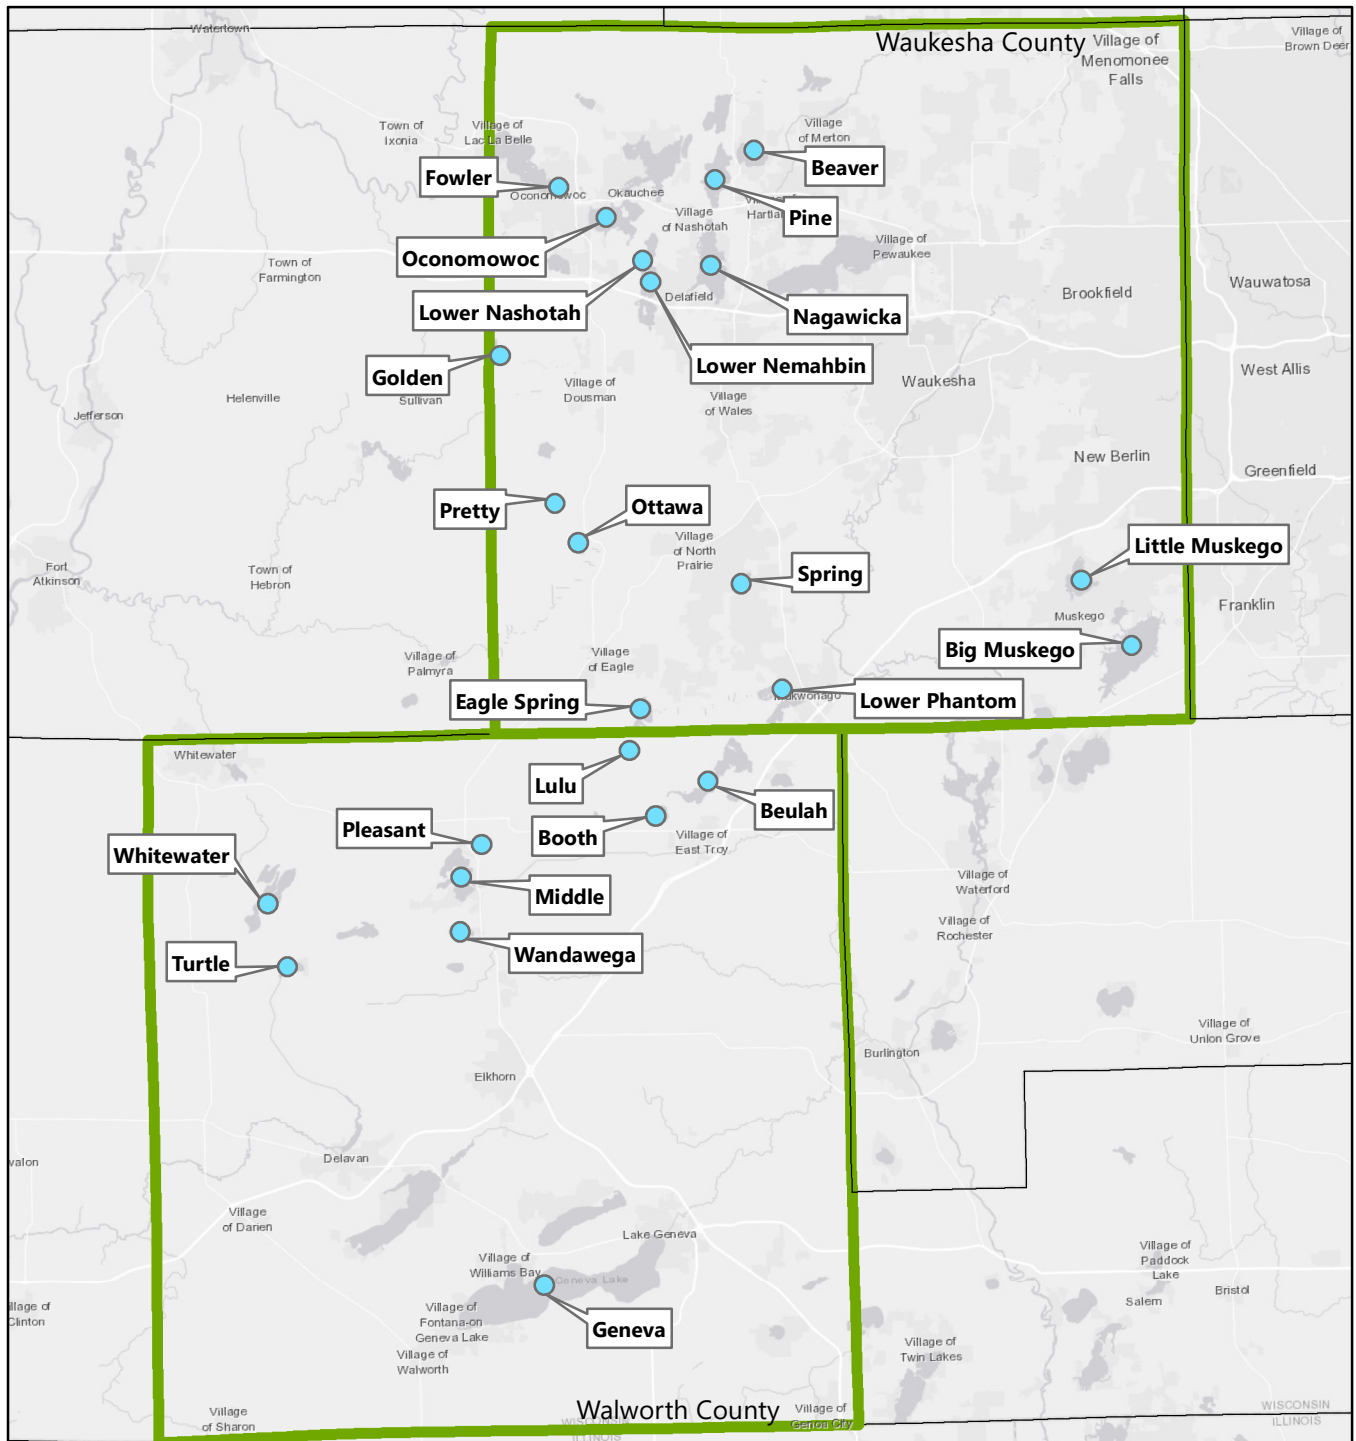 Watertown
Waukesha County
Village of
Menomonee
Falls
Village of
Brown Deer
Town of
Ixonia
Village of
Lac La Belle
Village
of Merton
Beaver
Fowler
Oconomowoc
Okauchee
Village of
Hartland
Pine
Village
of Nashotah
Oconomowoc
Village of
Pewaukee
Town of
Farmington
Lower Nashotah
Delafield
Nagawicka
Brookfield
Wauwatosa
Golden
Lower Nemahbin
Waukesha
West Allis
Village of
Dousman
Village
of Wales
Helenville
Sullivan
Jefferson
New Berlin
Greenfield
Pretty
Ottawa
Village
of North
Prairie
Little Muskego
Spring
Fort
Atkinson
Town of
Hebron
Muskego
Franklin
Big Muskego
Village of
Palmyra
Village
of Eagle
Eagle Spring
Mukwonago
Lower Phantom
Whitewater
Lulu
Beulah
Pleasant
Booth
Village of
East Troy
Whitewater
Middle
Village of
Waterford
Village of
Rochester
Wandawega
Turtle
Village of
Union Grove
Burlington
Elkhorn
valon
Delavan
Village
of Darien
Lake Geneva
Village of
Williams Bay
Geneva Lake
Village of
Paddock
Lake
Bristol
Salem
illage of
Clinton
Village of
Fontana-on
Geneva Lake
Geneva
Village of
Walworth
Village of
Twin Lakes
Village
of Sharon
Walworth County
Village of
Genoa City
WISCONSIN
ILLINOIS
WISCONSIN
ILLINOIS